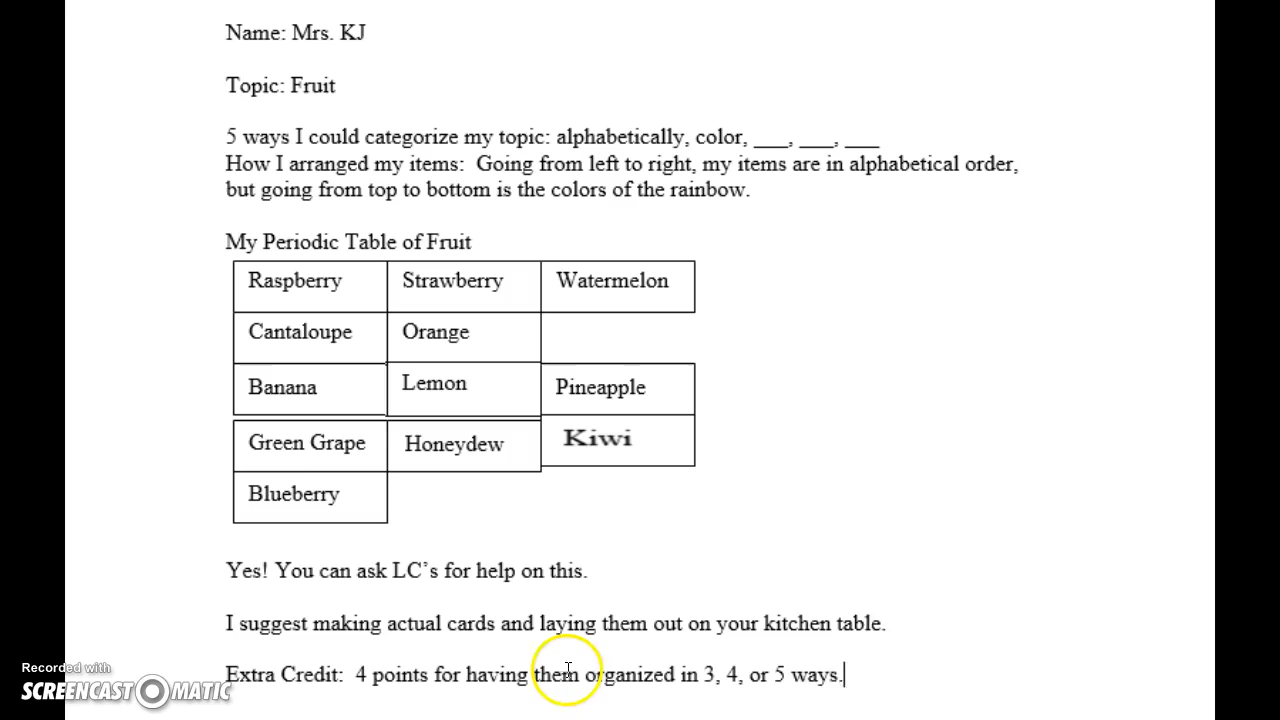 Name: Mrs. KJ
Topic: Fruit
5 ways I could categorize my topic: alphabetically, color, ___, ___, ___
How I arranged my items:  Going from left to right, my items are in alphabetical order,
but going from top to bottom is the colors of the rainbow.
My Periodic Table of Fruit
Raspberry Strawberry Watermelon
Cantaloupe Orange
Banana Lemon Pineapple
Green Grape Honeydew Kiwi
Blueberry
Yes! You can ask LC’s for help on this.
I suggest making actual cards and laying them out on your kitchen table.
Extra Credit:  4 points for having them organized in 3, 4, or 5 ways.
Recorded with
SCREENCAST MATIC